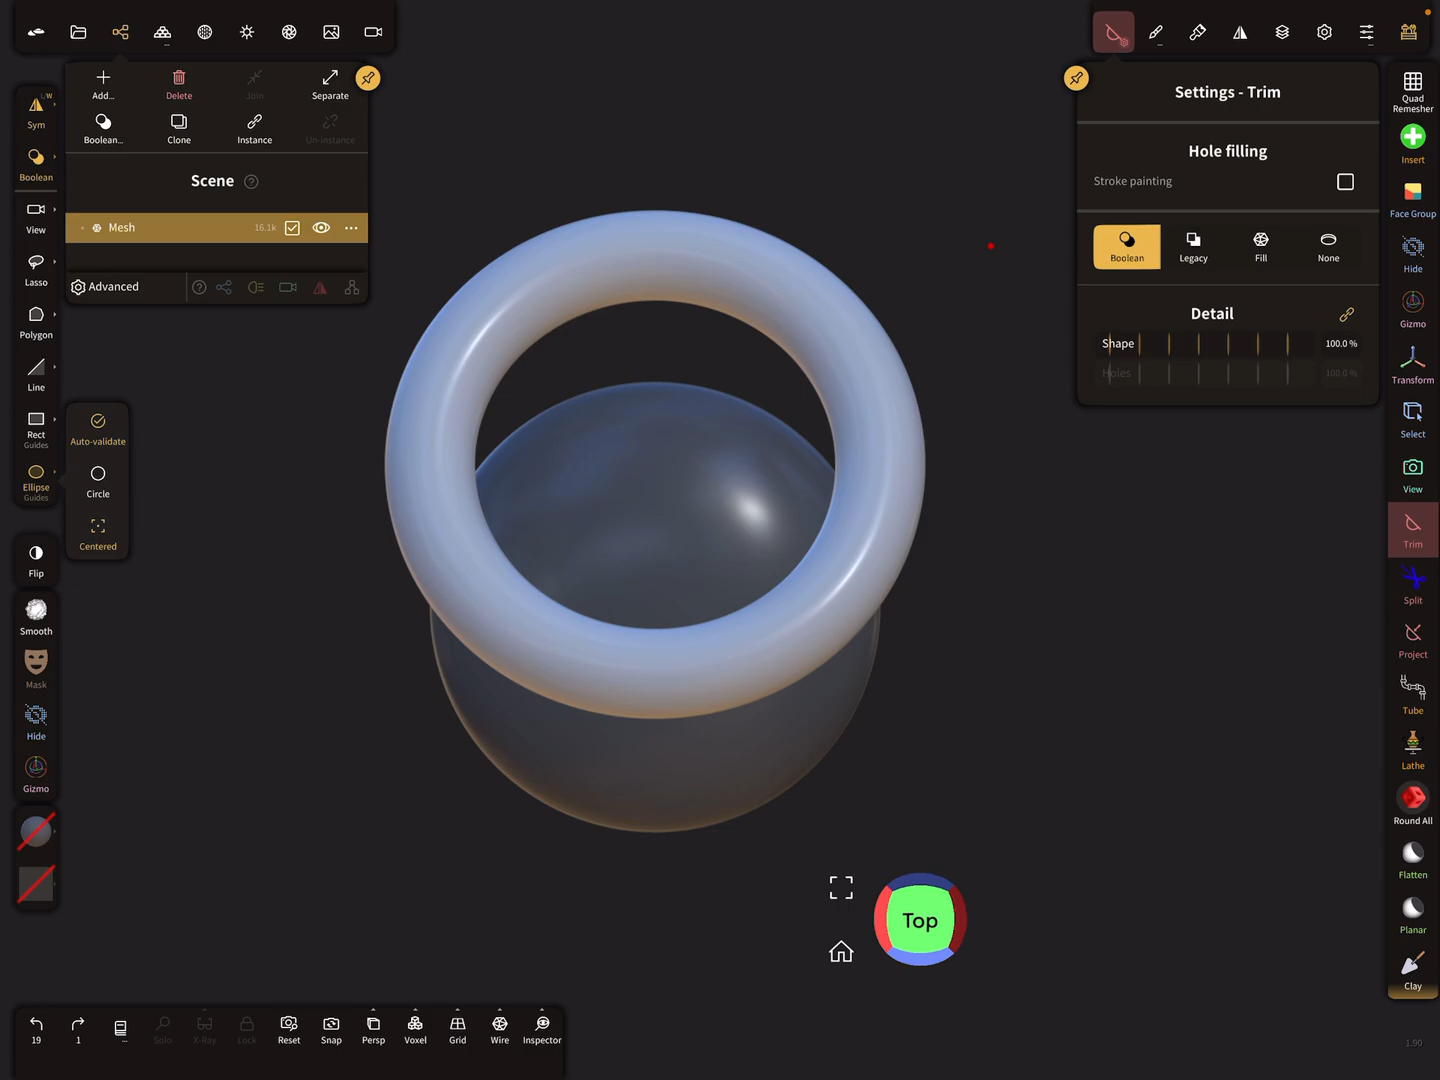 Add...
Delete
Join
Separate
Boolean...
Clone
Instance
Un-instance
Scene
Mesh
16.1k
Advanced
L/W
Sym
Boolean
View
Lasso
Polygon
Line
Rect
Guides
Ellipse
Guides
Auto-validate
Circle
Centered
Flip
Smooth
Mask
Hide
Gizmo
Settings - Trim
Hole filling
Stroke painting
Boolean
Legacy
Fill
None
Detail
Shape
100.0 %
Holes
100.0 %
Quad
Remesher
Insert
Face Group
Hide
Gizmo
Transform
Select
View
Trim
Split
Project
Tube
Lathe
Round All
Flatten
Planar
Clay
Top
19
1
...
Solo
X-Ray
Lock
Reset
Snap
Persp
Voxel
Grid
Wire
Inspector
1.90